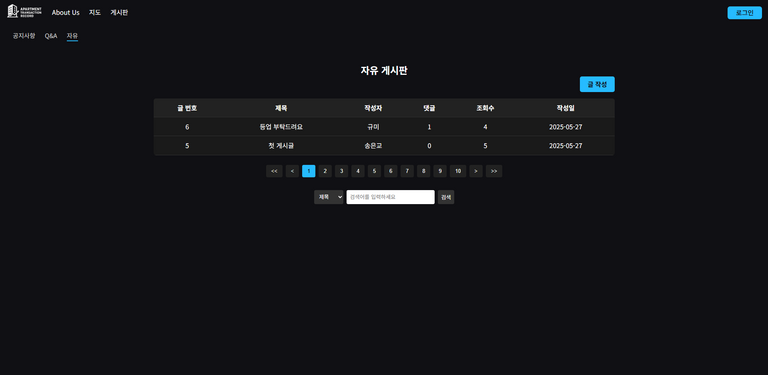 APARTMENT
TRANSACTION
RECORD
About Us 지도 게시판 로그인
공지사항 Q&A 자유
자유 게시판
글 작성
글 번호 제목 작성자 댓글 조회수 작성일
6 등업 부탁드려요 규미 1 4 2025-05-27
5 첫 게시글 송은고 0 5 2025-05-27
<< < 1 2 3 4 5 6 7 8 9 10 > >>
제목 검색어를 입력하세요 검색